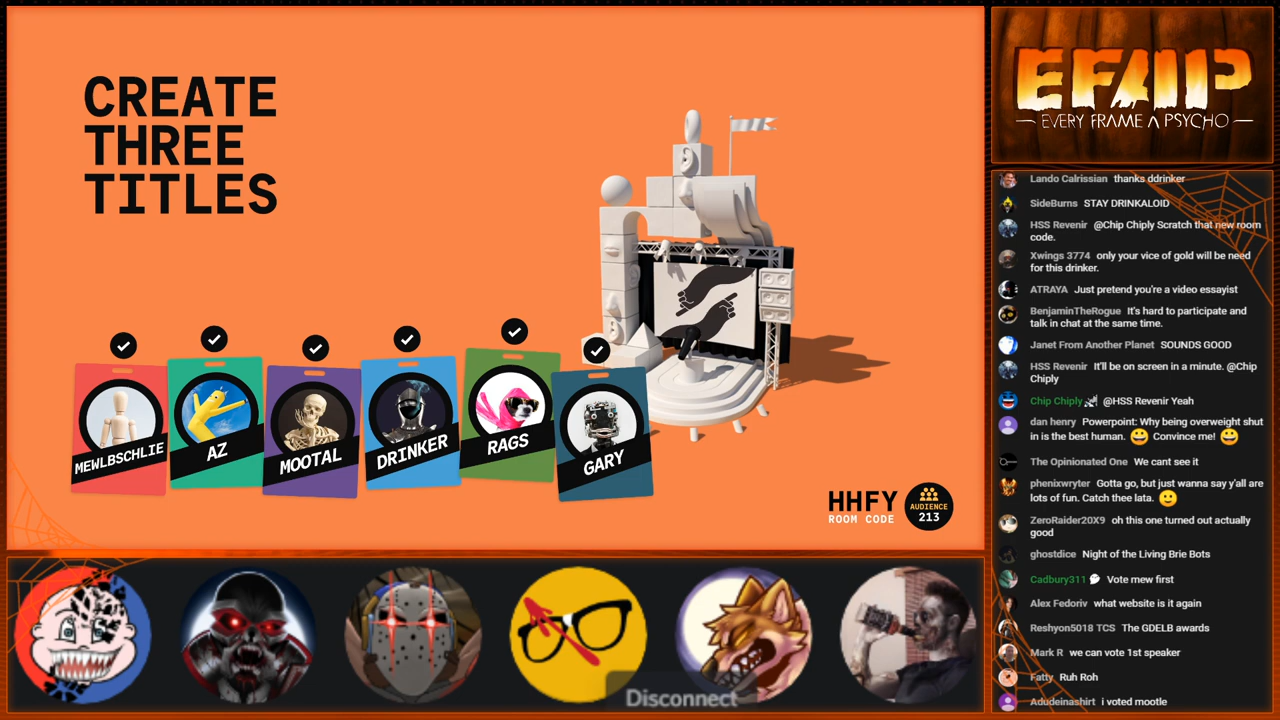 CREATE
THREE
TITLES
MEWLBSCHLIE
AZ
MOOTAL
DRINKER
RAGS
GARY
HHFY
ROOM CODE
AUDIENCE
213
Disconnect
EFAP
EVERY FRAME A PSYCHO
Lando Calrissian thanks ddrinker
SideBurns STAY DRINKALOID
HSS Revenir @Chip Chiply Scratch that new room
code.
Xwings 3774 only your vice of gold will be need
for this drinker.
ATRAYA Just pretend you're a video essayist
BenjaminTheRogue It's hard to participate and
talk in chat at the same time.
Janet From Another Planet SOUNDS GOOD
HSS Revenir It'll be on screen in a minute. @Chip
Chiply
Chip Chiply @HSS Revenir Yeah
dan henry Powerpoint: Why being overweight shut
in is the best human. 😀 Convince me! 😀
The Opinionated One We cant see it
phenixwryter Gotta go, but just wanna say y'all are
lots of fun. Catch thee lata. 🙂
ZeroRaider20X9 oh this one turned out actually
good
ghostdice Night of the Living Brie Bots
Cadbury311 Vote mew first
Alex Fedoriv what website is it again
Reshyon5018 TCS The GDELB awards
Mark R we can vote 1st speaker
Fatty Ruh Roh
Adudeinashirt i voted mootle